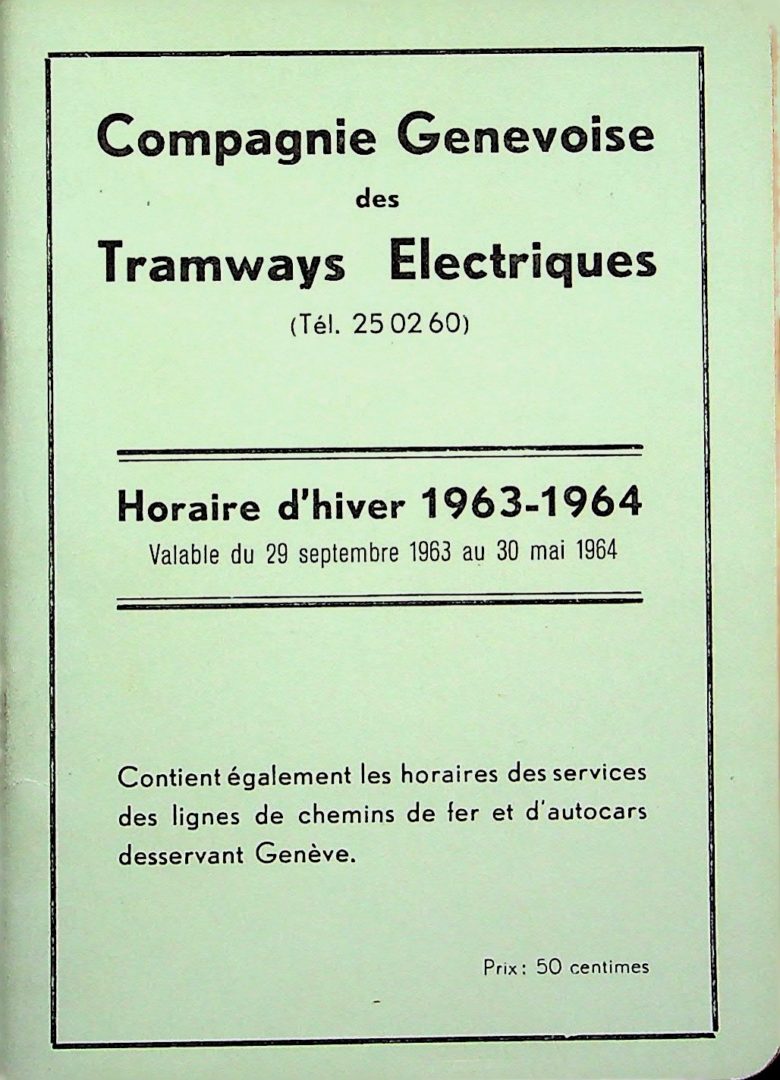 Compagnie Genevoise
des
Tramways Electriques
(Tél. 25 02 60)
Horaire d'hiver 1963-1964
Valable du 29 septembre 1963 au 30 mai 1964
Contient également les horaires des services
des lignes de chemins de fer et d'autocars
desservant Genève.
Prix: 50 centimes